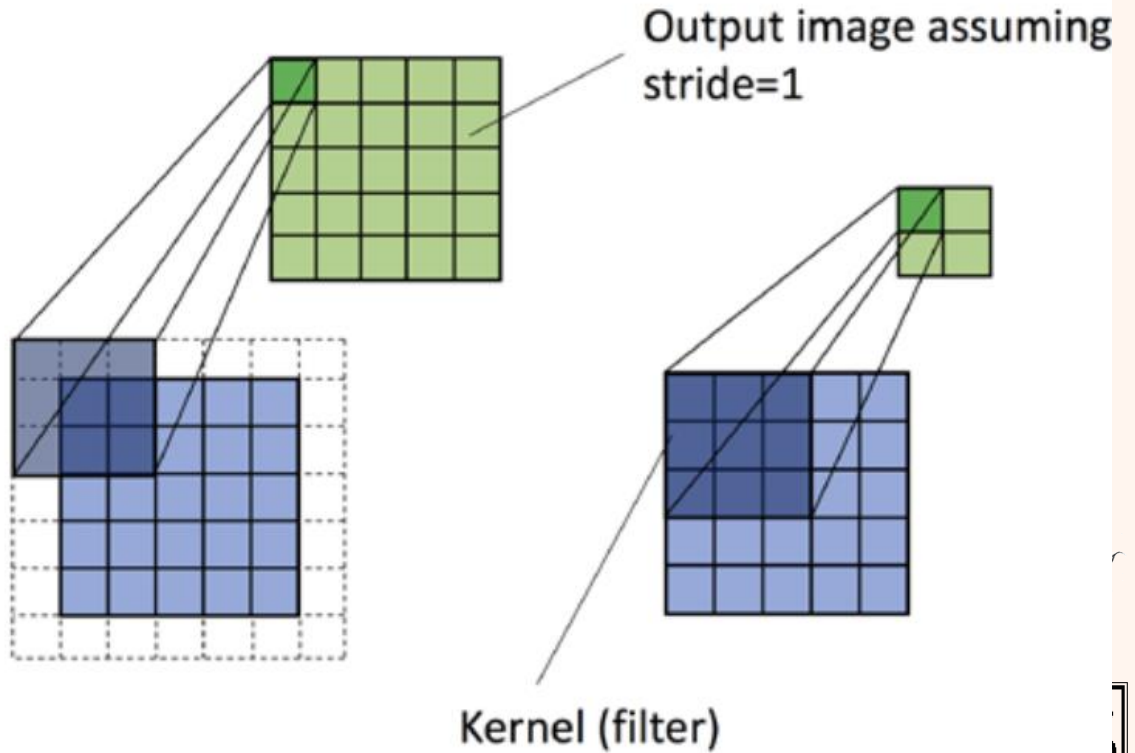 Output image assuming
stride=1
Kernel (filter)